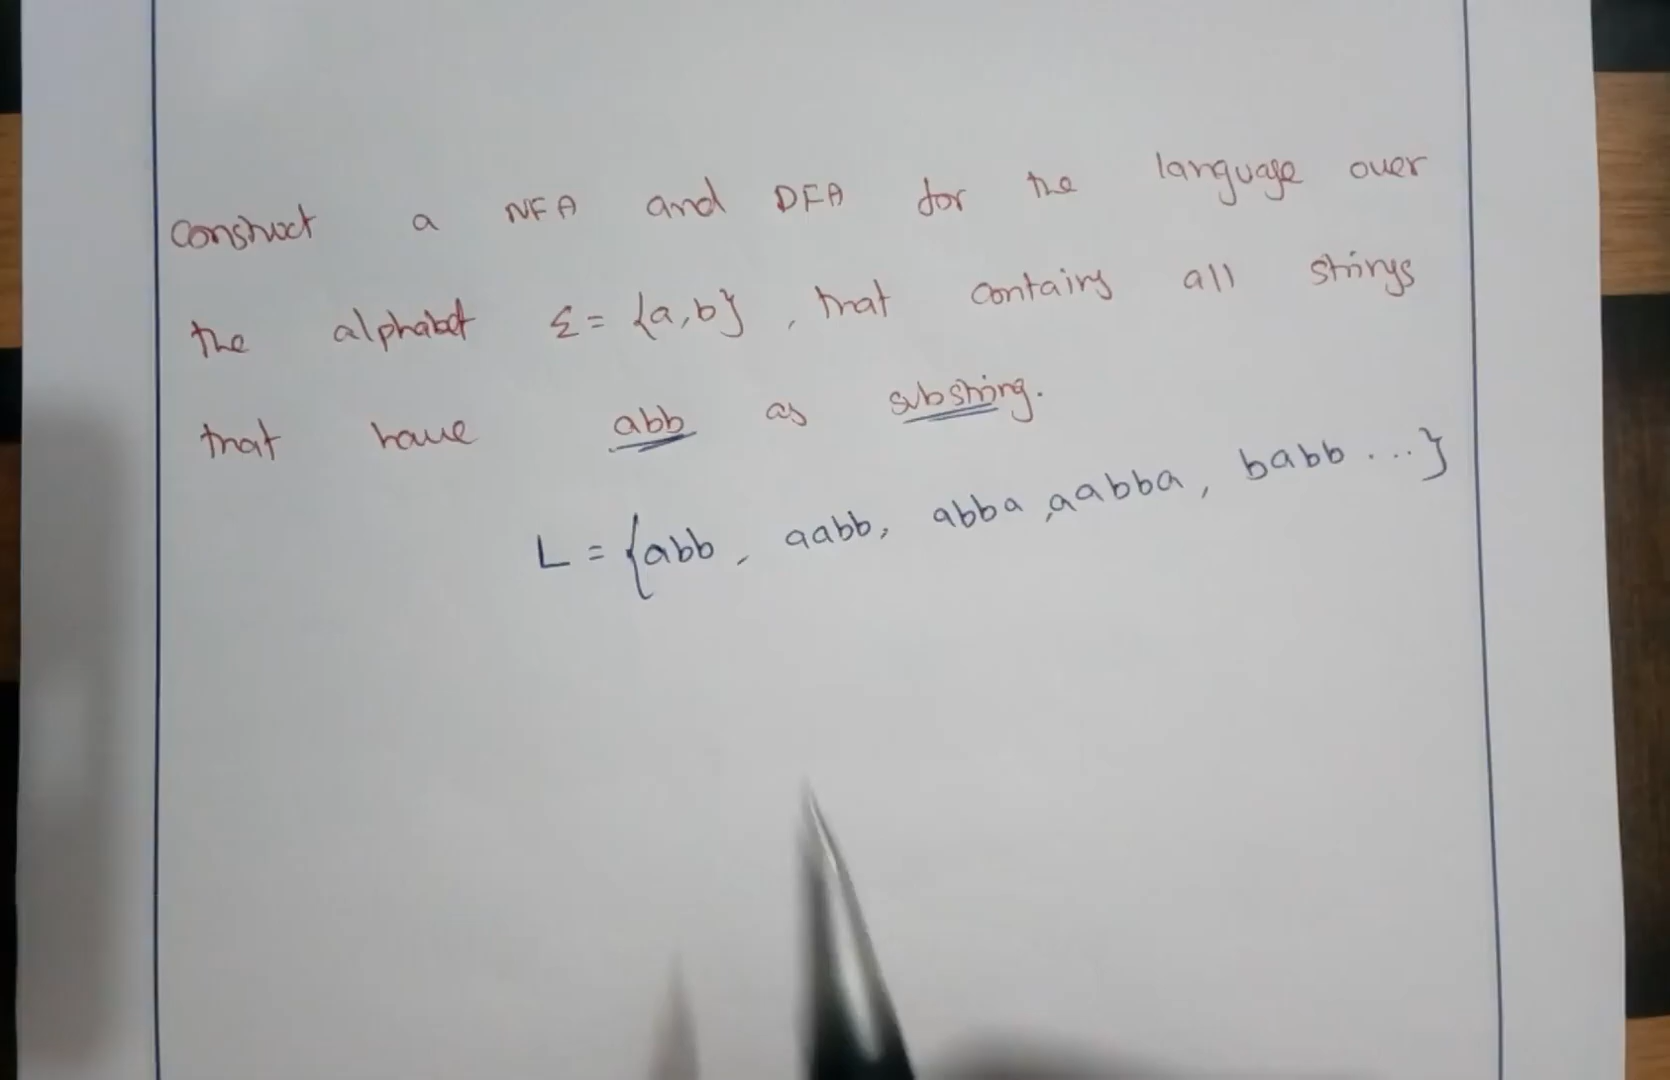 construct a NFA and DFA for the language over
the alphabet Σ= {a,b} , that contains all strings
that have abb as substring.
L = {abb , aabb, abba ,aabba , babb ...}